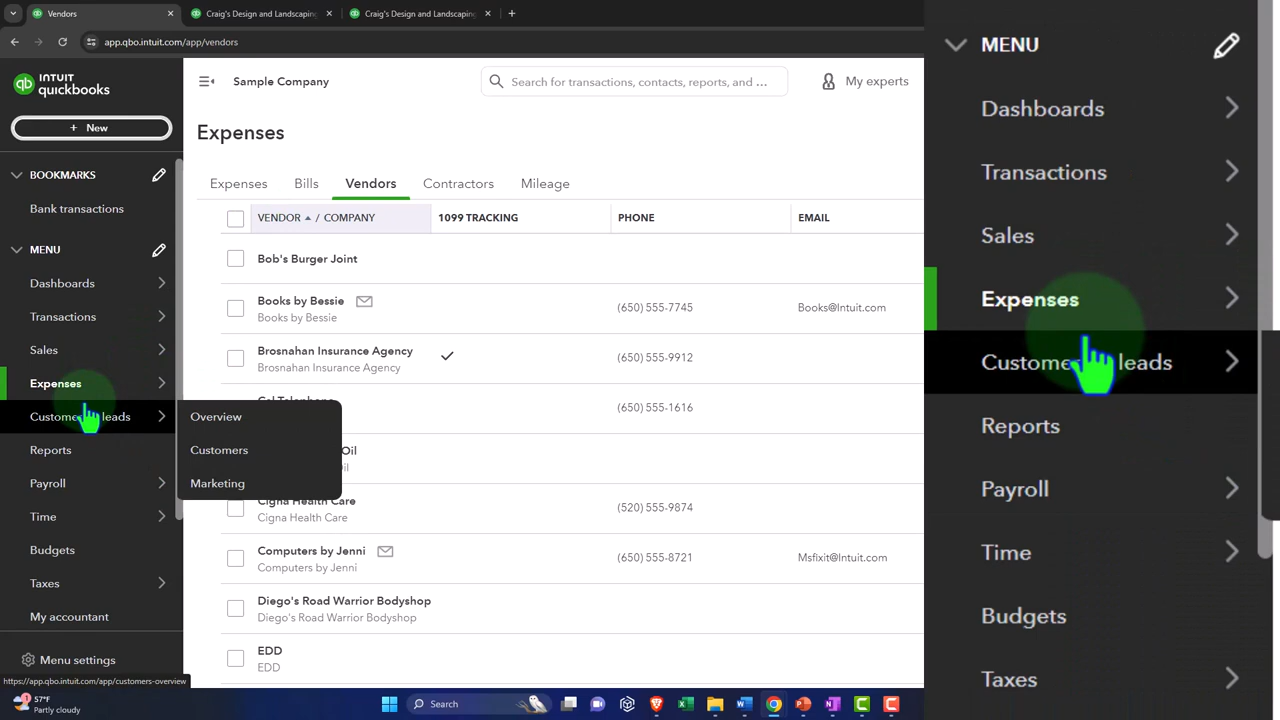 Vendors
Craig's Design and Landscaping
Craig's Design and Landscaping
app.qbo.intuit.com/app/vendors
INTUIT
quickbooks
+ New
BOOKMARKS
Bank transactions
MENU
Dashboards
Transactions
Sales
Expenses
leads
Reports
Payroll
Time
Budgets
Taxes
My accountant
Menu settings
Overview
Customers
Marketing
Sample Company
Search for transactions, contacts, reports, and ...
My experts
Expenses
Expenses Bills Vendors Contractors Mileage
VENDOR / COMPANY 1099 TRACKING PHONE EMAIL
Bob's Burger Joint
Books by Bessie (650) 555-7745 Books@Intuit.com
Books by Bessie
Brosnahan Insurance Agency (650) 555-9912
Brosnahan Insurance Agency
(650) 555-1616
Oil
Cigna Health Care (520) 555-9874
Cigna Health Care
Computers by Jenni (650) 555-8721 Msfixit@Intuit.com
Computers by Jenni
Diego's Road Warrior Bodyshop
Diego's Road Warrior Bodyshop
EDD
EDD
https://app.qbo.intuit.com/app/customers-overview
1
57°F
Partly cloudy
Search
MENU
Dashboards
Transactions
Sales
Expenses
leads
Reports
Payroll
Time
Budgets
Taxes